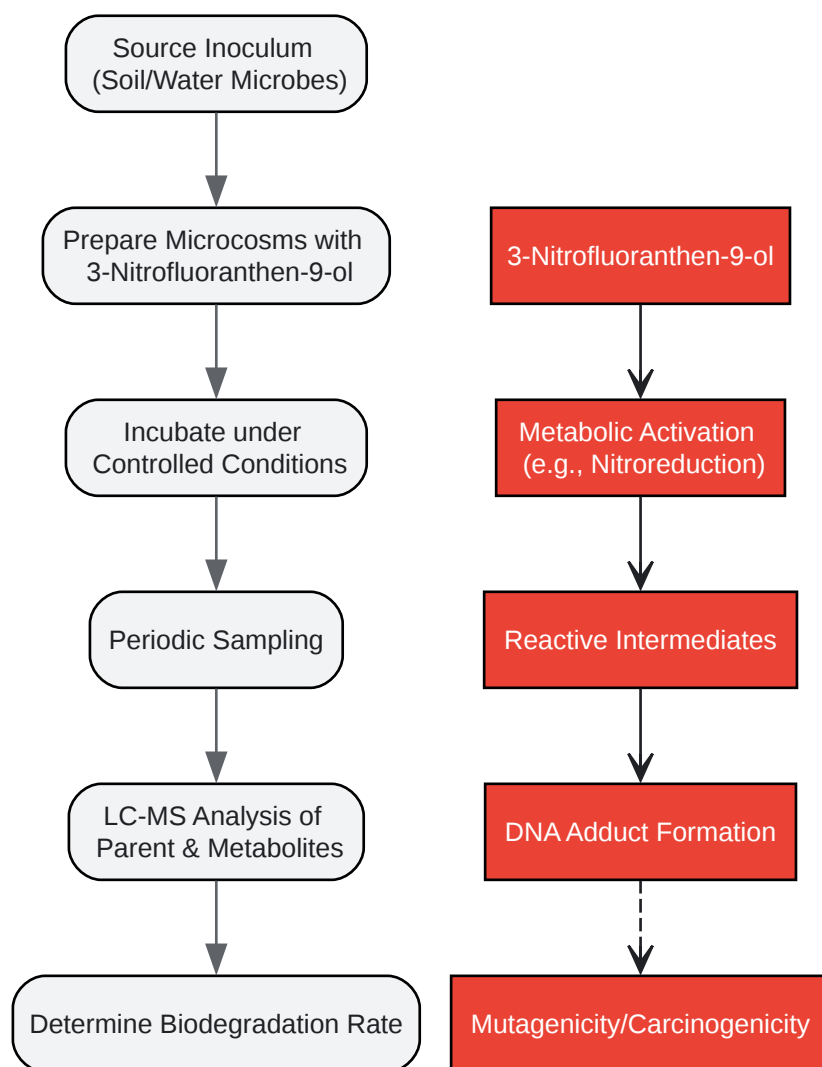 Source Inoculum
(Soil/Water Microbes)
Prepare Microcosms with
3-Nitrofluoranthen-9-ol
Incubate under
Controlled Conditions
Periodic Sampling
LC-MS Analysis of
Parent & Metabolites
Determine Biodegradation Rate
3-Nitrofluoranthen-9-ol
Metabolic Activation
(e.g., Nitroreduction)
Reactive Intermediates
DNA Adduct Formation
Mutagenicity/Carcinogenicity